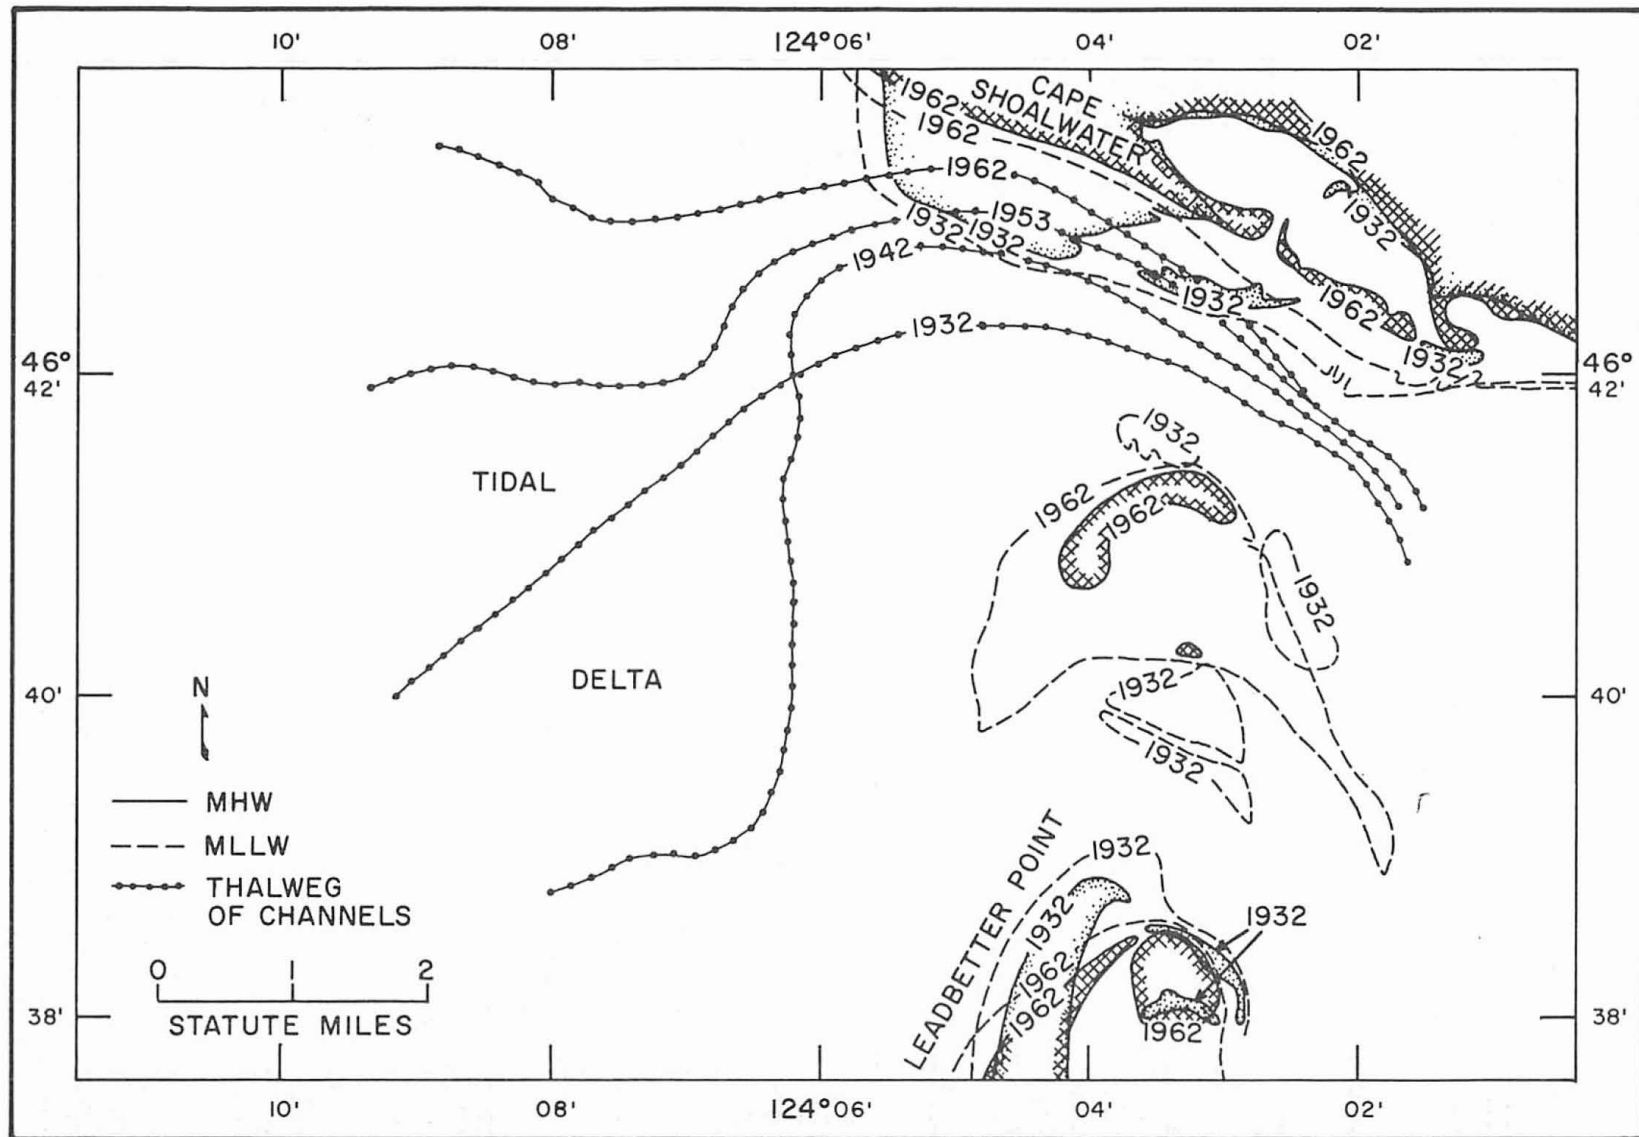 10' 08' 124°06' 04' 02'
CAPE
SHOALWATER
1962
1962
1962
1962
1932
1953
1932
1932
1942
1932
1962
1932
1932
46°
42'
46°
42'
1932
1932
TIDAL
1962
1962
1932
DELTA
N
40'
1932
40'
1932
MHW
MLLW
THALWEG
OF CHANNELS
LEADBETTER POINT
1932
1932
1932
1962
1962
1962
0 1 2
STATUTE MILES
38'
38'
10' 08' 124°06' 04' 02'